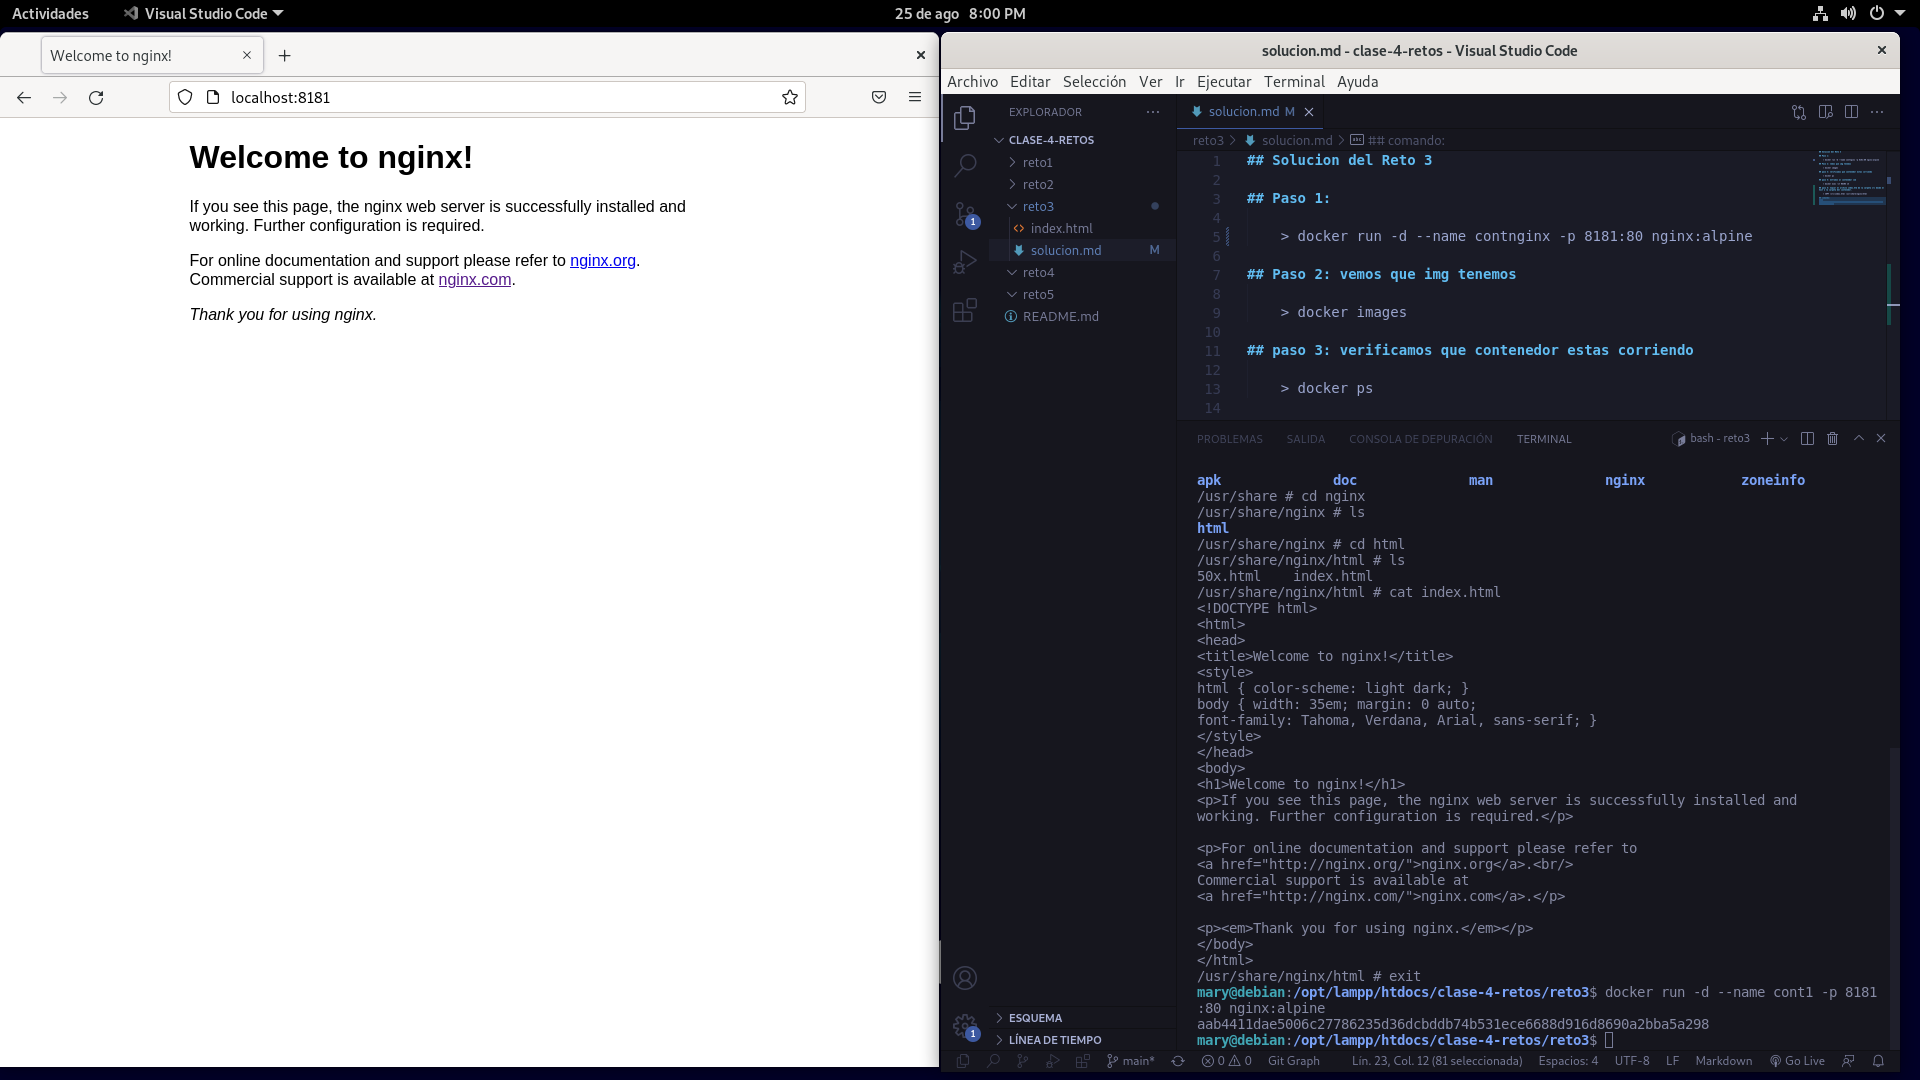 Actividades
Visual Studio Code
25 de ago 8:00 PM
Welcome to nginx!
localhost:8181
Welcome to nginx!
If you see this page, the nginx web server is successfully installed and
working. Further configuration is required.
For online documentation and support please refer to nginx.org.
Commercial support is available at nginx.com.
Thank you for using nginx.
solucion.md - clase-4-retos - Visual Studio Code
Archivo Editar Selección Ver Ir Ejecutar Terminal Ayuda
EXPLORADOR
CLASE-4-RETOS
reto1
reto2
reto3
index.html
solucion.md M
reto4
reto5
README.md
1
1
ESQUEMA
LÍNEA DE TIEMPO
solucion.md M
reto3 > solucion.md > ## comando:
1 ## Solucion del Reto 3
2
3 ## Paso 1:
4
5 > docker run -d --name contnginx -p 8181:80 nginx:alpine
6
7 ## Paso 2: vemos que img tenemos
8
9 > docker images
10
11 ## paso 3: verificamos que contenedor estas corriendo
12
13 > docker ps
14
PROBLEMAS SALIDA CONSOLA DE DEPURACIÓN TERMINAL
bash - reto3
apk doc man nginx zoneinfo
/usr/share # cd nginx
/usr/share/nginx # ls
html
/usr/share/nginx # cd html
/usr/share/nginx/html # ls
50x.html index.html
/usr/share/nginx/html # cat index.html
<!DOCTYPE html>
<html>
<head>
<title>Welcome to nginx!</title>
<style>
html { color-scheme: light dark; }
body { width: 35em; margin: 0 auto;
font-family: Tahoma, Verdana, Arial, sans-serif; }
</style>
</head>
<body>
<h1>Welcome to nginx!</h1>
<p>If you see this page, the nginx web server is successfully installed and
working. Further configuration is required.</p>
<p>For online documentation and support please refer to
<a href="http://nginx.org/">nginx.org</a>.<br/>
Commercial support is available at
<a href="http://nginx.com/">nginx.com</a>.</p>
<p><em>Thank you for using nginx.</em></p>
</body>
</html>
/usr/share/nginx/html # exit
mary@debian:/opt/lampp/htdocs/clase-4-retos/reto3$ docker run -d --name cont1 -p 8181
:80 nginx:alpine
aab4411dae5006c27786235d36dcbddb74b531ece6688d916d8690a2bba5a298
mary@debian:/opt/lampp/htdocs/clase-4-retos/reto3$
main* 0 0 Git Graph Lín. 23, Col. 12 (81 seleccionada) Espacios: 4 UTF-8 LF Markdown Go Live